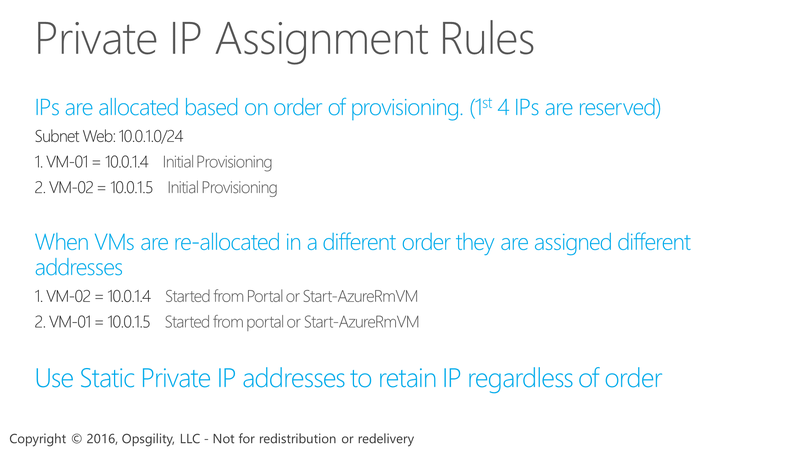 Private IP Assignment Rules
IPs are allocated based on order of provisioning. (1st 4 IPs are reserved)
Subnet Web: 10.0.1.0/24
1. VM-01 = 10.0.1.4 Initial Provisioning
2. VM-02 = 10.0.1.5 Initial Provisioning
When VMs are re-allocated in a different order they are assigned different
addresses
1. VM-02 = 10.0.1.4 Started from Portal or Start-AzureRmVM
2. VM-01 = 10.0.1.5 Started from portal or Start-AzureRmVM
Use Static Private IP addresses to retain IP regardless of order
Copyright © 2016, Opsgility, LLC - Not for redistribution or redelivery